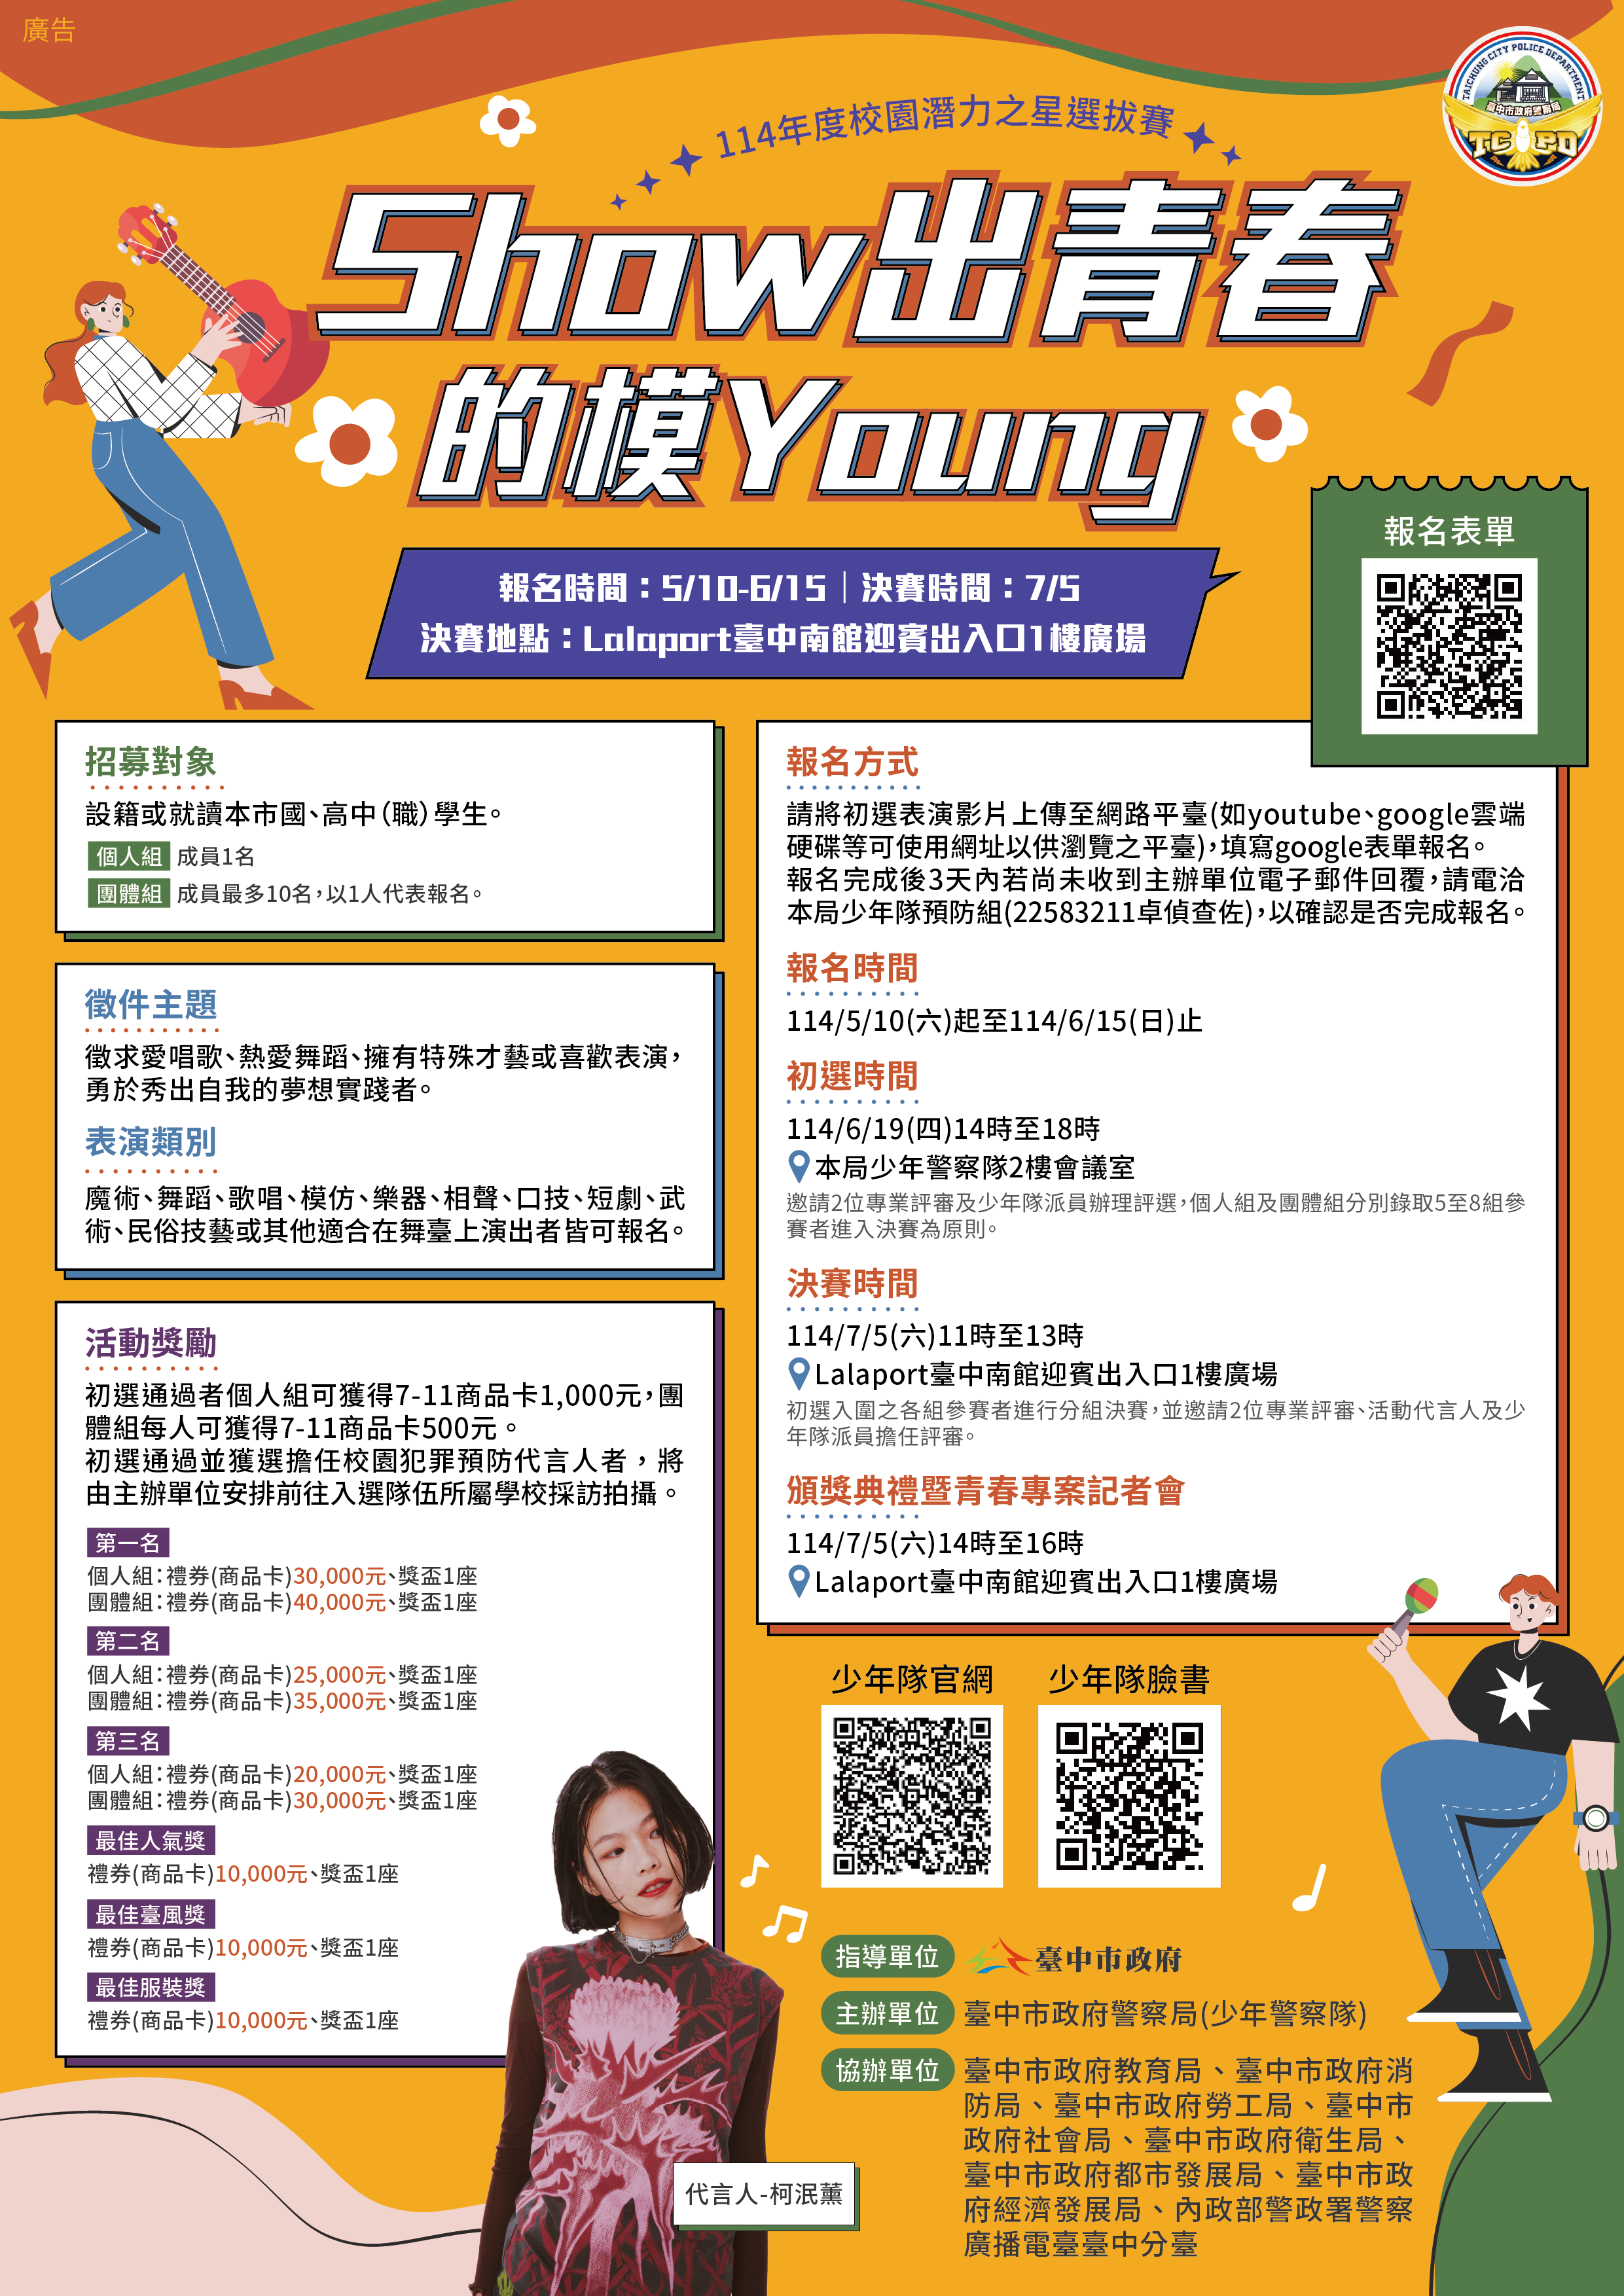 廣告
TAICHUNG CITY POLICE DEPARTMENT
臺中市政府警察局
TC PD
114年度校園潛力之星選拔賽
Show出青春
的模Young
報名時間：5/10-6/15｜決賽時間：7/5
決賽地點：Lalaport臺中南館迎賓出入口1樓廣場
報名表單
招募對象
設籍或就讀本市國、高中（職）學生。
個人組 成員1名
團體組 成員最多10名，以1人代表報名。
徵件主題
徵求愛唱歌、熱愛舞蹈、擁有特殊才藝或喜歡表演，
勇於秀出自我的夢想實踐者。
表演類別
魔術、舞蹈、歌唱、模仿、樂器、相聲、口技、短劇、武
術、民俗技藝或其他適合在舞臺上演出者皆可報名。
活動獎勵
初選通過者個人組可獲得7-11商品卡1,000元，團
體組每人可獲得7-11商品卡500元。
初選通過並獲選擔任校園犯罪預防代言人者，將
由主辦單位安排前往入選隊伍所屬學校採訪拍攝。
第一名
個人組：禮券(商品卡)30,000元、獎盃1座
團體組：禮券(商品卡)40,000元、獎盃1座
第二名
個人組：禮券(商品卡)25,000元、獎盃1座
團體組：禮券(商品卡)35,000元、獎盃1座
第三名
個人組：禮券(商品卡)20,000元、獎盃1座
團體組：禮券(商品卡)30,000元、獎盃1座
最佳人氣獎
禮券(商品卡)10,000元、獎盃1座
最佳臺風獎
禮券(商品卡)10,000元、獎盃1座
最佳服裝獎
禮券(商品卡)10,000元、獎盃1座
代言人-柯泯薰
報名方式
請將初選表演影片上傳至網路平臺(如youtube、google雲端
硬碟等可使用網址以供瀏覽之平臺)，填寫google表單報名。
報名完成後3天內若尚未收到主辦單位電子郵件回覆，請電洽
本局少年隊預防組(22583211卓偵查佐)，以確認是否完成報名。
報名時間
114/5/10(六)起至114/6/15(日)止
初選時間
114/6/19(四)14時至18時
本局少年警察隊2樓會議室
邀請2位專業評審及少年隊派員辦理評選，個人組及團體組分別錄取5至8組參
賽者進入決賽為原則。
決賽時間
114/7/5(六)11時至13時
Lalaport臺中南館迎賓出入口1樓廣場
初選入圍之各組參賽者進行分組決賽，並邀請2位專業評審、活動代言人及少
年隊派員擔任評審。
頒獎典禮暨青春專案記者會
114/7/5(六)14時至16時
Lalaport臺中南館迎賓出入口1樓廣場
少年隊官網
少年隊臉書
指導單位 臺中市政府
主辦單位 臺中市政府警察局(少年警察隊)
協辦單位 臺中市政府教育局、臺中市政府消
防局、臺中市政府勞工局、臺中市
政府社會局、臺中市政府衛生局、
臺中市政府都市發展局、臺中市政
府經濟發展局、內政部警政署警察
廣播電臺臺中分臺